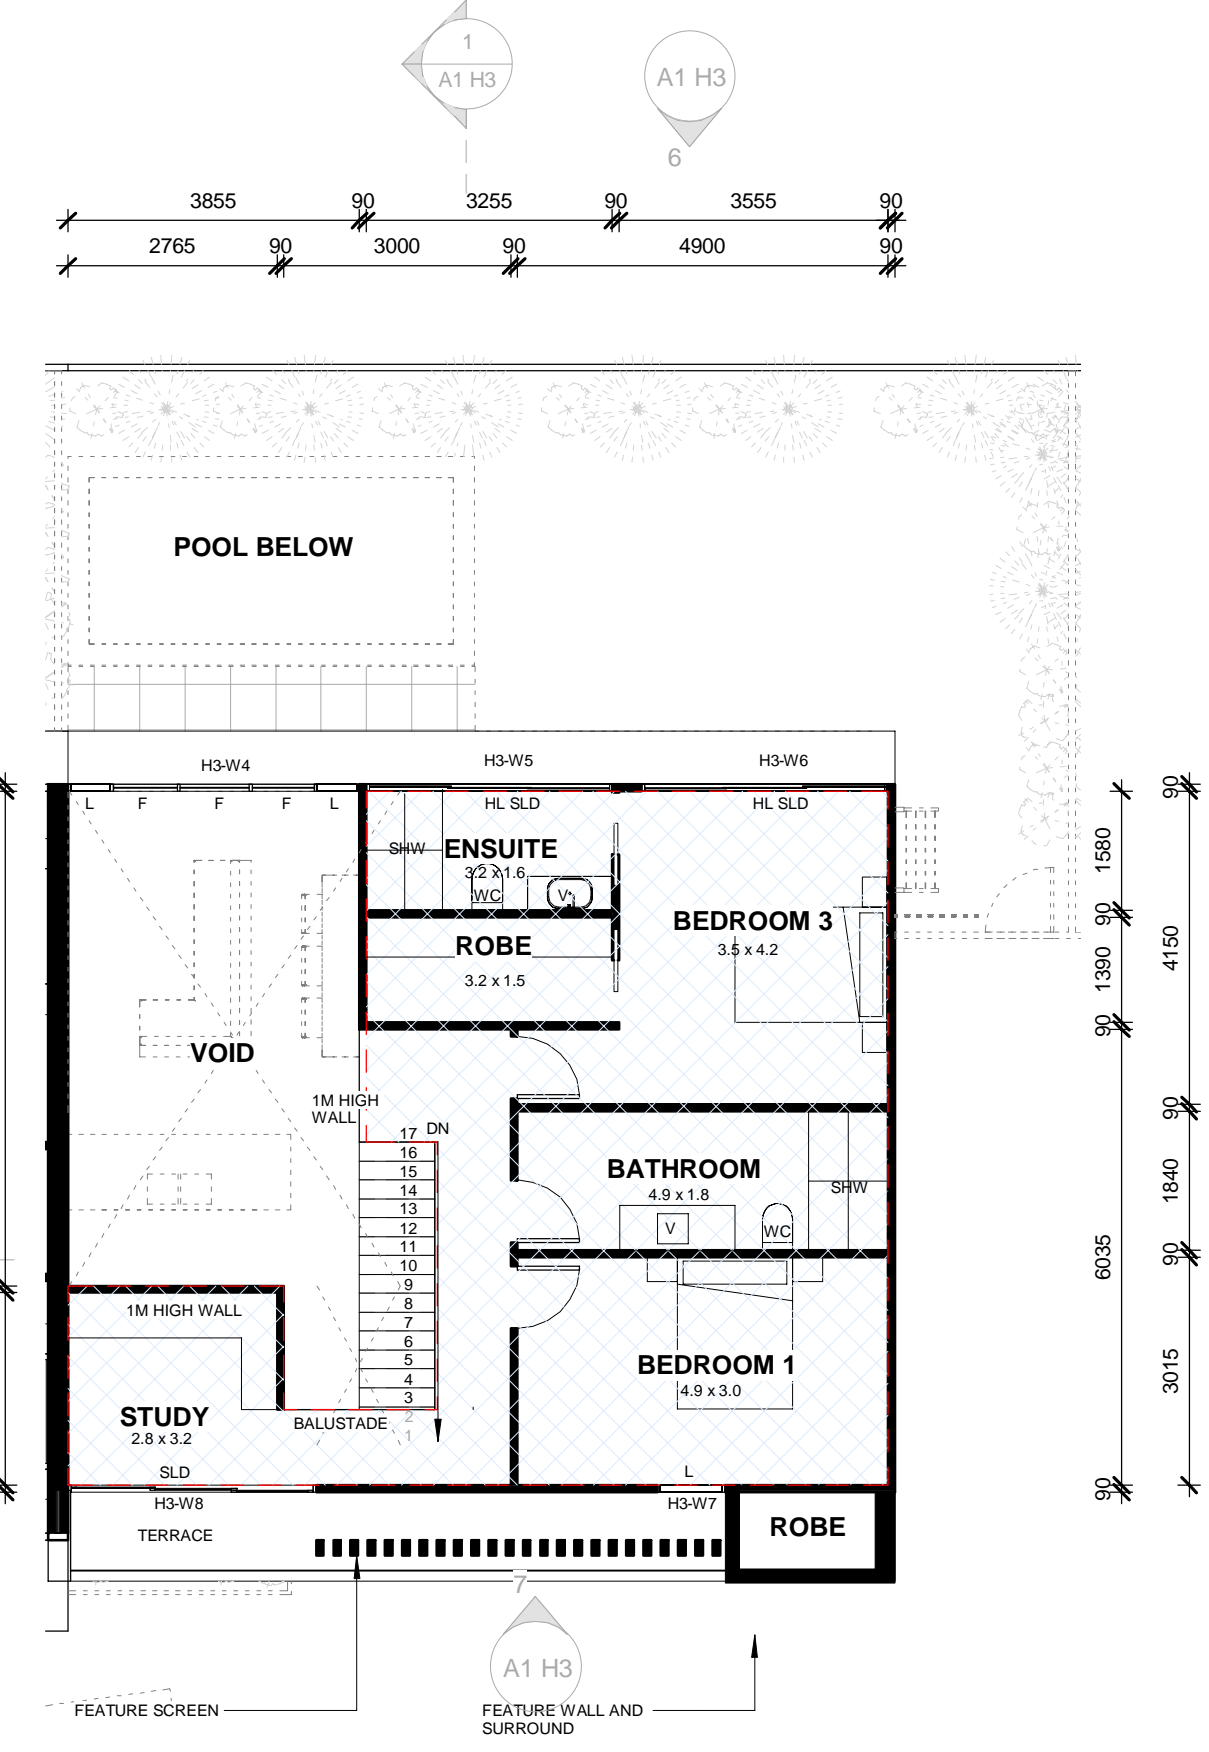 1
A1 H3
A1 H3
6
3855 90 3255 90 3555 90
2765 90 3000 90 4900 90
POOL BELOW
H3-W4 H3-W5 H3-W6
L F F F L HL SLD HL SLD
90
1580
SHW ENSUITE
3.2 x 1.6
WC V
90
BEDROOM 3
3.5 x 4.2
4150
ROBE
3.2 x 1.5
1390
90
VOID
1M HIGH
WALL
90
17 DN
16
15
14
13
12
11
10
9
8
7
6
5
4
3
2
1
BATHROOM
4.9 x 1.8
SHW
V WC
1840
6035
90
1M HIGH WALL
BEDROOM 1
4.9 x 3.0
3015
STUDY
2.8 x 3.2
BALUSTADE
SLD L
90
H3-W8 H3-W7
TERRACE
ROBE
7
A1 H3
FEATURE SCREEN
FEATURE WALL AND
SURROUND